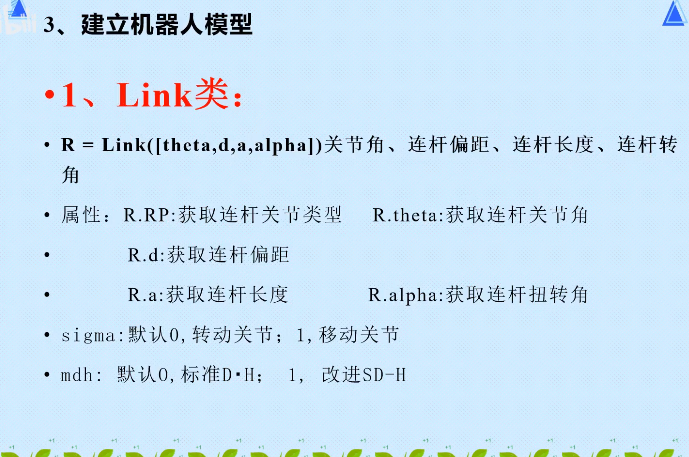 3、建立机器人模型
•1、Link类：
• R = Link([theta,d,a,alpha])关节角、连杆偏距、连杆长度、连杆转
角
• 属性：R.RP:获取连杆关节类型 R.theta:获取连杆关节角
• R.d:获取连杆偏距
• R.a:获取连杆长度 R.alpha:获取连杆扭转角
• sigma:默认0,转动关节；1,移动关节
• mdh: 默认0,标准D·H； 1, 改进SD-H